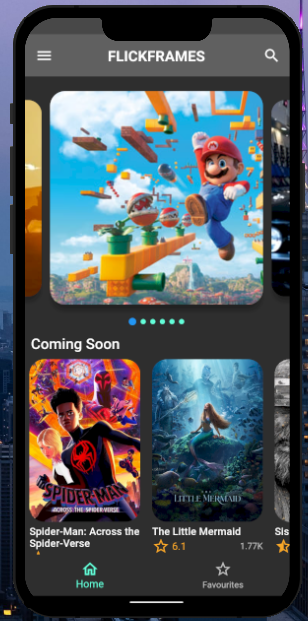 FLICKFRAMES
Coming Soon
SPIDER-MAN
ACROSS THE SPIDER-VERSE
THE LITTLE MERMAID
Spider-Man: Across the
Spider-Verse
The Little Mermaid
6.1
1.77K
Sis
Home
Favourites